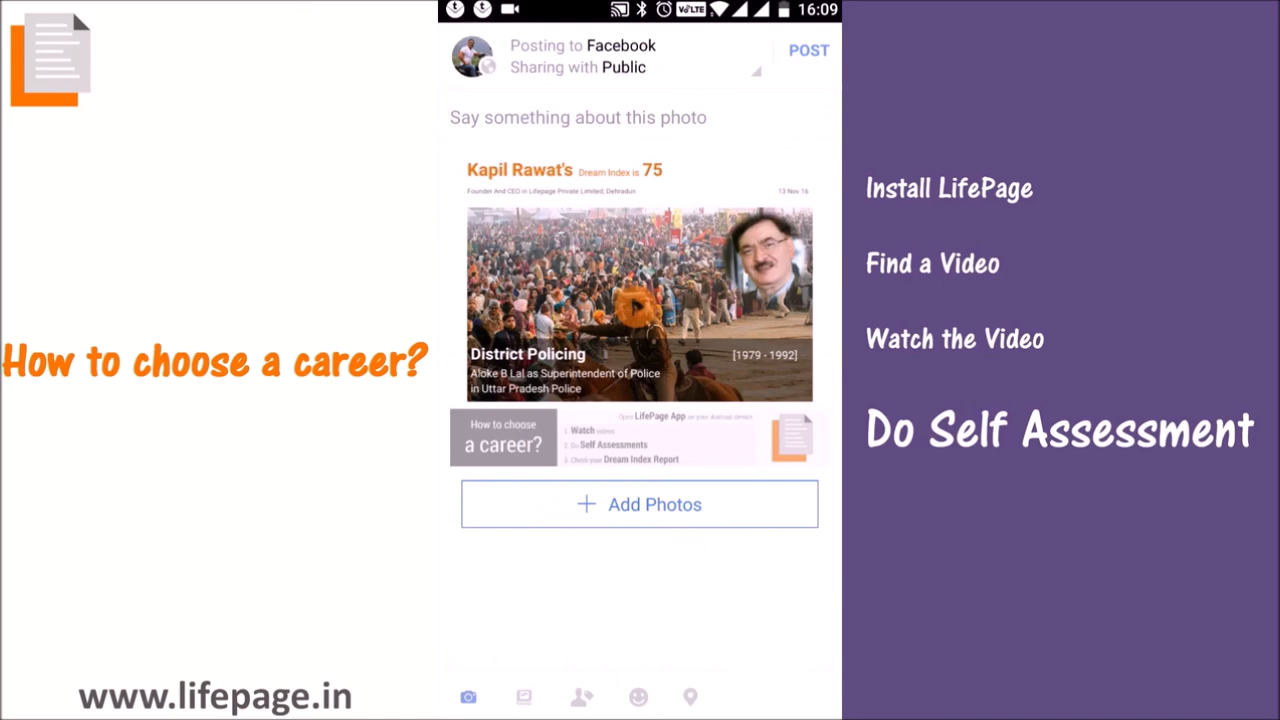 16:09
VoLTE
Posting to Facebook
Sharing with Public
POST
Say something about this photo
Kapil Rawat's Dream Index is 75
Founder And CEO in Lifepage Private Limited, Dehradun
13 Nov 16
District Policing
[1979 - 1992]
Aloke B Lal as Superintendent of Police
in Uttar Pradesh Police
How to choose
a career?
Open LifePage App on your Android device
1. Watch videos
2. Do Self Assessments
3. Check your Dream Index Report
+ Add Photos
How to choose a career?
www.lifepage.in
Install LifePage
Find a Video
Watch the Video
Do Self Assessment